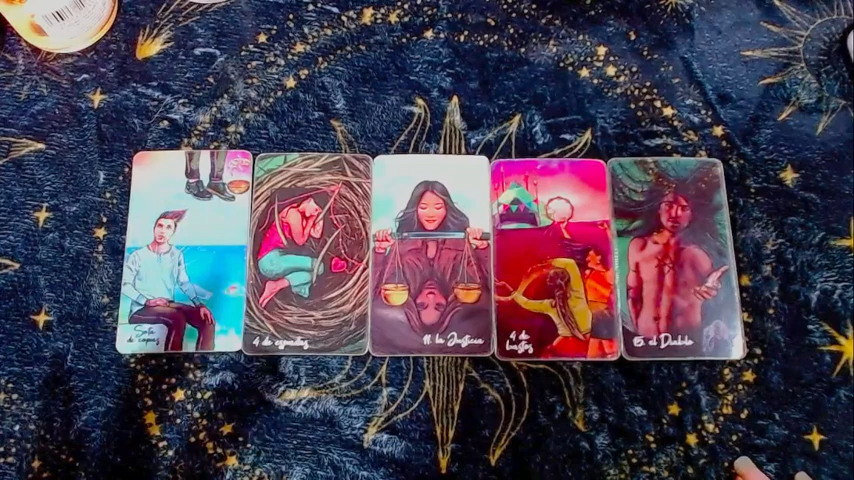 Sota
de copas
4 de espadas
11. la Justicia
4 de
bastos
15. el Diablo